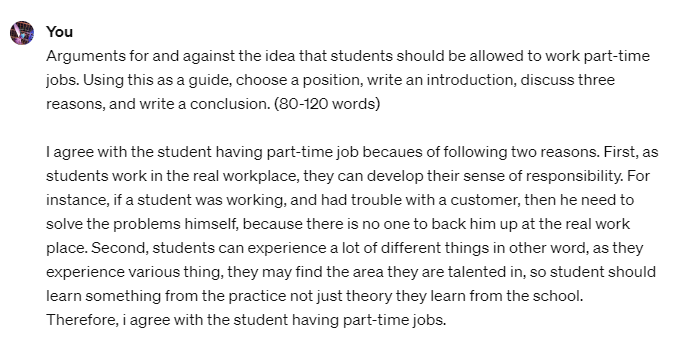 You
Arguments for and against the idea that students should be allowed to work part-time
jobs. Using this as a guide, choose a position, write an introduction, discuss three
reasons, and write a conclusion. (80-120 words)
I agree with the student having part-time job becaues of following two reasons. First, as
students work in the real workplace, they can develop their sense of responsibility. For
instance, if a student was working, and had trouble with a customer, then he need to
solve the problems himself, because there is no one to back him up at the real work
place. Second, students can experience a lot of different things in other word, as they
experience various thing, they may find the area they are talented in, so student should
learn something from the practice not just theory they learn from the school.
Therefore, i agree with the student having part-time jobs.